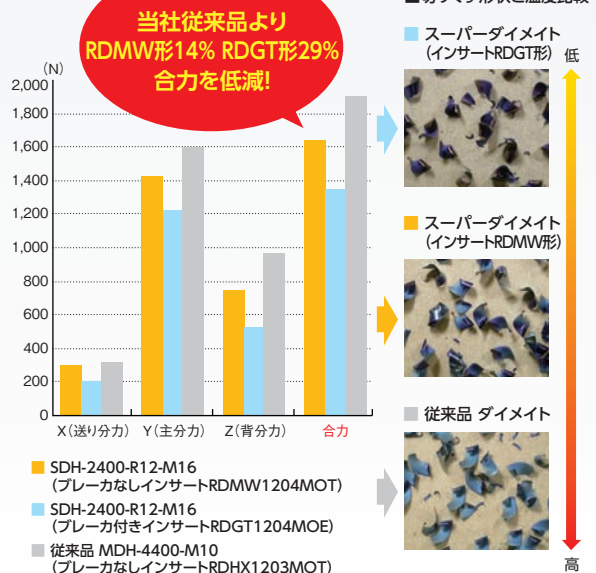 当社従来品より
RDMW形14% RDGT形29%
合力を低減!
(N)
2,000
1,800
1,600
1,400
1,200
1,000
800
600
400
200
0
X(送り分力) Y(主分力) Z(背分力) 合力
SDH-2400-R12-M16
(ブレーカなしインサートRDMW1204MOT)
SDH-2400-R12-M16
(ブレーカ付きインサートRDGT1204MOE)
従来品 MDH-4400-M10
(ブレーカなしインサートRDHX1203MOT)
スーパーダイメイト
(インサートRDGT形)
低
スーパーダイメイト
(インサートRDMW形)
従来品 ダイメイト
高